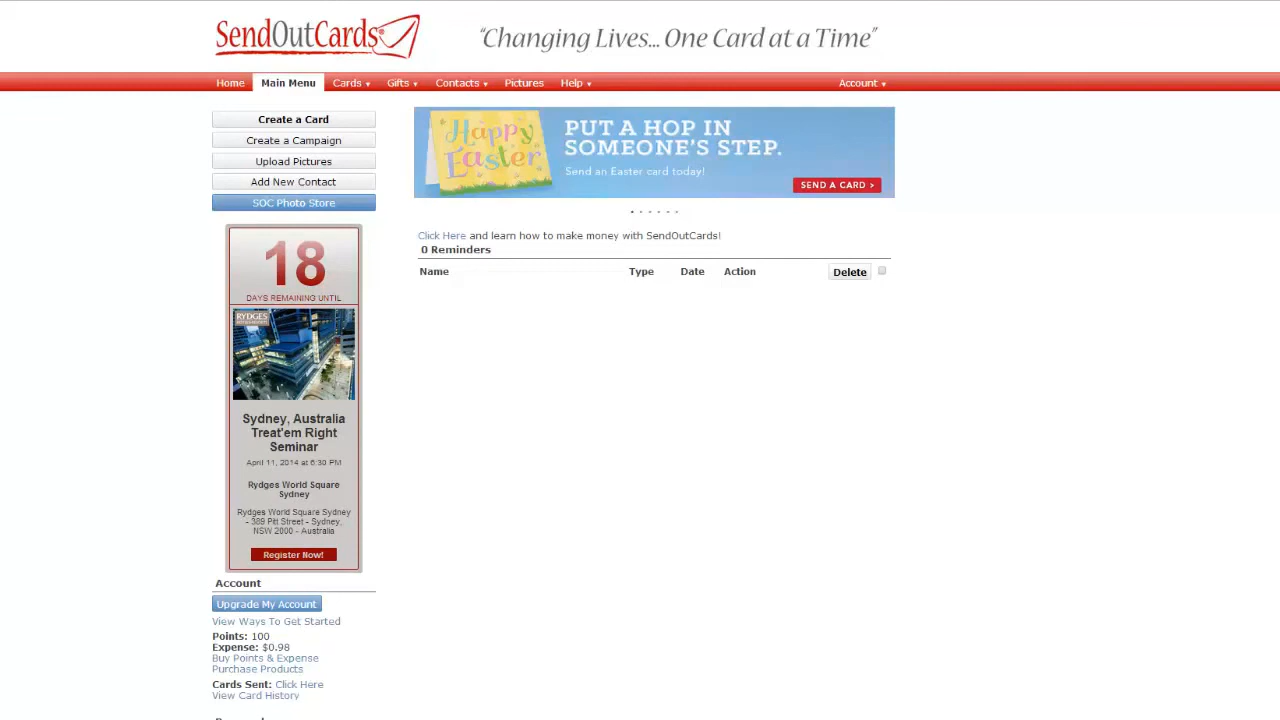 SendOutCards
"Changing Lives... One Card at a Time"
Home Main Menu Cards Gifts Contacts Pictures Help Account
Create a Card
Create a Campaign
Upload Pictures
Add New Contact
SOC Photo Store
Happy
Easter
PUT A HOP IN
SOMEONE'S STEP.
Send an Easter card today!
SEND A CARD >
Click Here and learn how to make money with SendOutCards!
0 Reminders
Name Type Date Action Delete
18
DAYS REMAINING UNTIL
RYDGES
Sydney, Australia
Treat'em Right
Seminar
April 11, 2014 at 6:30 PM
Rydges World Square
Sydney
Rydges World Square Sydney
- 389 Pitt Street - Sydney,
NSW 2000 - Australia
Register Now!
Account
Upgrade My Account
View Ways To Get Started
Points: 100
Expense: $0.98
Buy Points & Expense
Purchase Products
Cards Sent: Click Here
View Card History